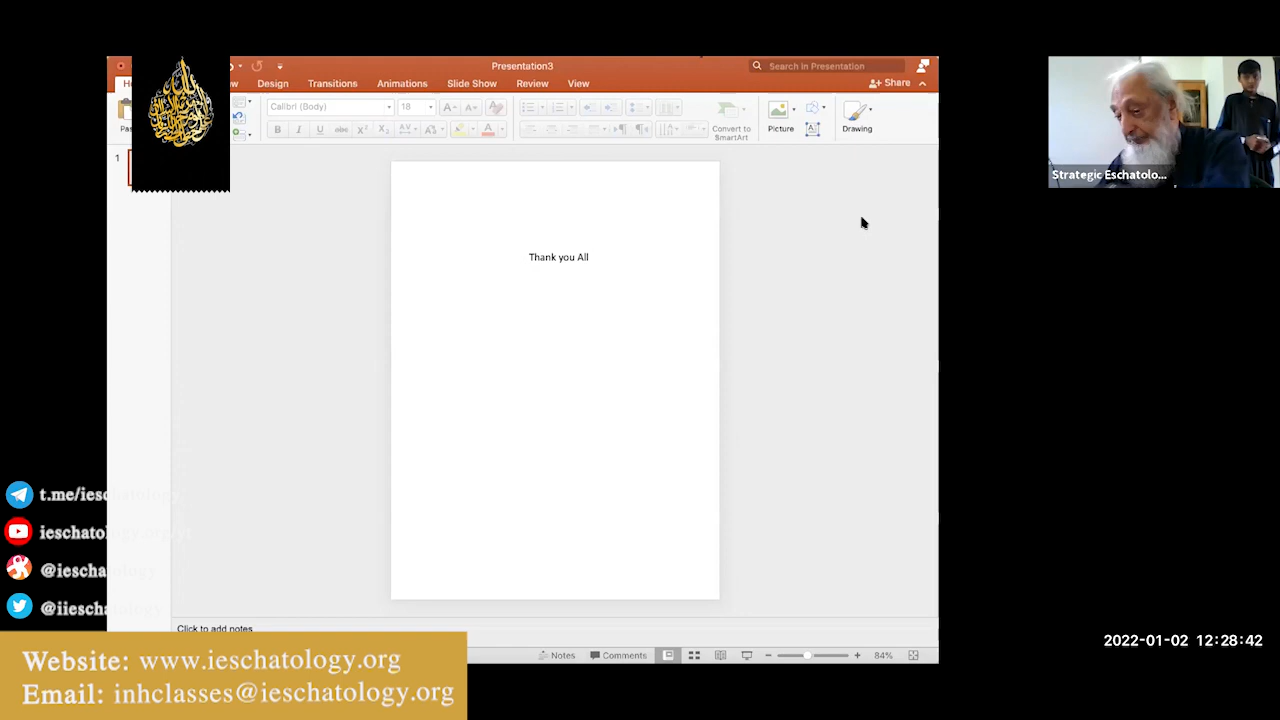 Presentation3
Search in Presentation
Design Transitions Animations Slide Show Review View
Share
Calibri (Body) 18
Convert to SmartArt
Picture
Drawing
1
Thank you All
Strategic Eschatolo...
t.me/ieschatology
ieschatology.org/yt
@ieschatology
@iieschatology
Click to add notes
Notes Comments 84%
2022-01-02 12:28:42
Website: www.ieschatology.org
Email: inhclasses@ieschatology.org